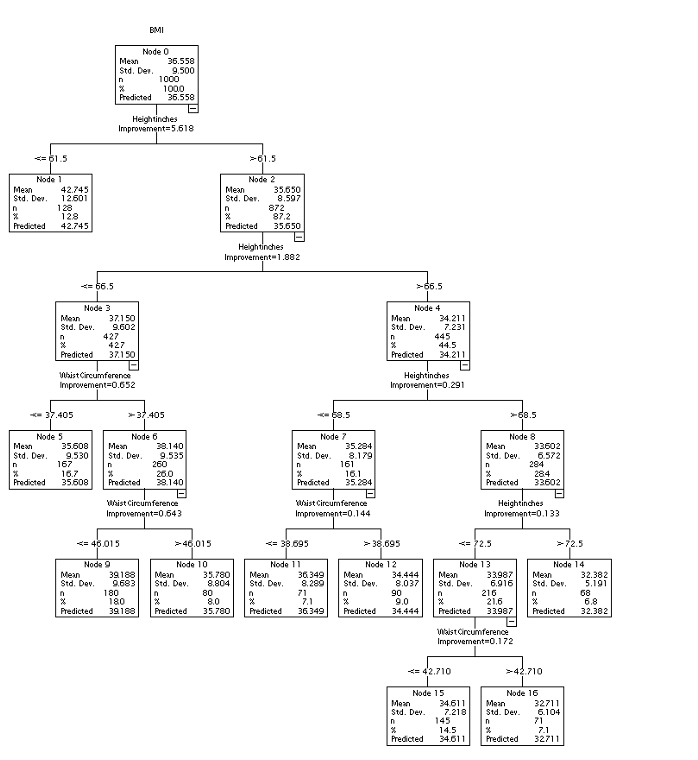 BMI
Node 0
Mean 36.558
Std. Dev. 9.500
n 1000
% 100.0
Predicted 36.558
Heightinches
Improvement=5.618
<= 61.5
> 61.5
Node 1
Mean 42.745
Std. Dev. 12.601
n 128
% 12.8
Predicted 42.745
Node 2
Mean 35.650
Std. Dev. 8.597
n 872
% 87.2
Predicted 35.650
Heightinches
Improvement=1.882
<= 66.5
> 66.5
Node 3
Mean 37.150
Std. Dev. 9.602
n 427
% 42.7
Predicted 37.150
WaistCircumference
Improvement=0.652
Node 4
Mean 34.211
Std. Dev. 7.231
n 445
% 44.5
Predicted 34.211
Heightinches
Improvement=0.291
<= 37.405
> 37.405
<= 68.5
> 68.5
Node 5
Mean 35.608
Std. Dev. 9.530
n 167
% 16.7
Predicted 35.608
Node 6
Mean 38.140
Std. Dev. 9.535
n 260
% 26.0
Predicted 38.140
WaistCircumference
Improvement=0.643
Node 7
Mean 35.284
Std. Dev. 8.179
n 161
% 16.1
Predicted 35.284
WaistCircumference
Improvement=0.144
Node 8
Mean 33.602
Std. Dev. 6.572
n 284
% 28.4
Predicted 33.602
Heightinches
Improvement=0.133
<= 46.015
> 46.015
<= 38.695
> 38.695
<= 72.5
> 72.5
Node 9
Mean 39.188
Std. Dev. 9.683
n 180
% 18.0
Predicted 39.188
Node 10
Mean 35.780
Std. Dev. 8.804
n 80
% 8.0
Predicted 35.780
Node 11
Mean 36.349
Std. Dev. 8.289
n 71
% 7.1
Predicted 36.349
Node 12
Mean 34.444
Std. Dev. 8.037
n 90
% 9.0
Predicted 34.444
Node 13
Mean 33.987
Std. Dev. 6.916
n 216
% 21.6
Predicted 33.987
WaistCircumference
Improvement=0.172
Node 14
Mean 32.382
Std. Dev. 5.191
n 68
% 6.8
Predicted 32.382
<= 42.710
> 42.710
Node 15
Mean 34.611
Std. Dev. 7.218
n 145
% 14.5
Predicted 34.611
Node 16
Mean 32.711
Std. Dev. 6.104
n 71
% 7.1
Predicted 32.711